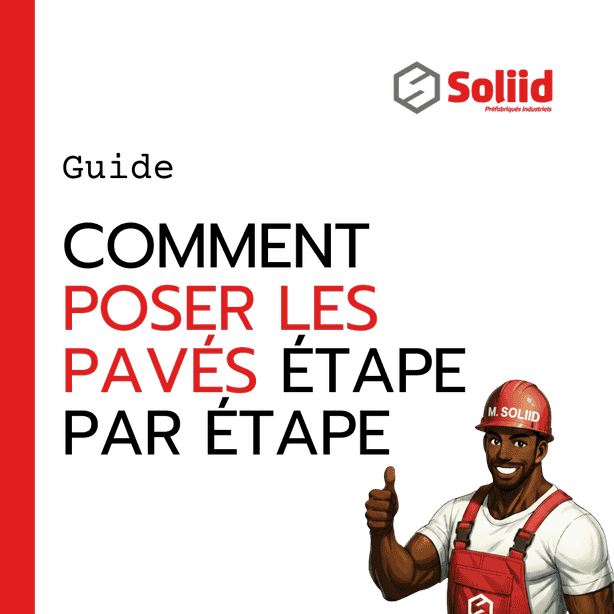 Soliid
Préfabriqués Industriels
Guide
COMMENT
POSER LES
PAVÉS ÉTAPE
PAR ÉTAPE
M. SOLIID